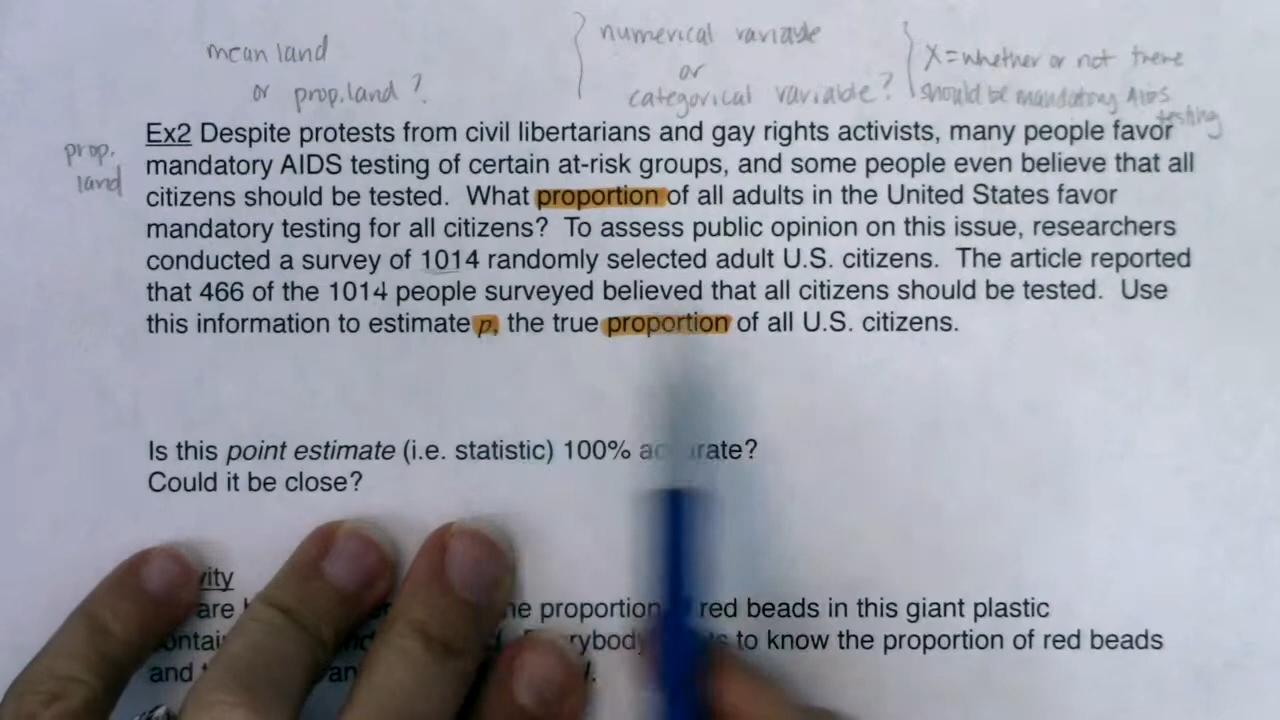 mean land
or prop. land ?
numerical variable
or
categorical variable?
X = whether or not there
should be mandatory AIDS
testing
prop.
land
Ex2 Despite protests from civil libertarians and gay rights activists, many people favor
mandatory AIDS testing of certain at-risk groups, and some people even believe that all
citizens should be tested. What proportion of all adults in the United States favor
mandatory testing for all citizens? To assess public opinion on this issue, researchers
conducted a survey of 1014 randomly selected adult U.S. citizens. The article reported
that 466 of the 1014 people surveyed believed that all citizens should be tested. Use
this information to estimate p, the true proportion of all U.S. citizens.
Is this point estimate (i.e. statistic) 100% accurate?
Could it be close?
are proportion red beads in this giant plastic
to know the proportion of red beads
and